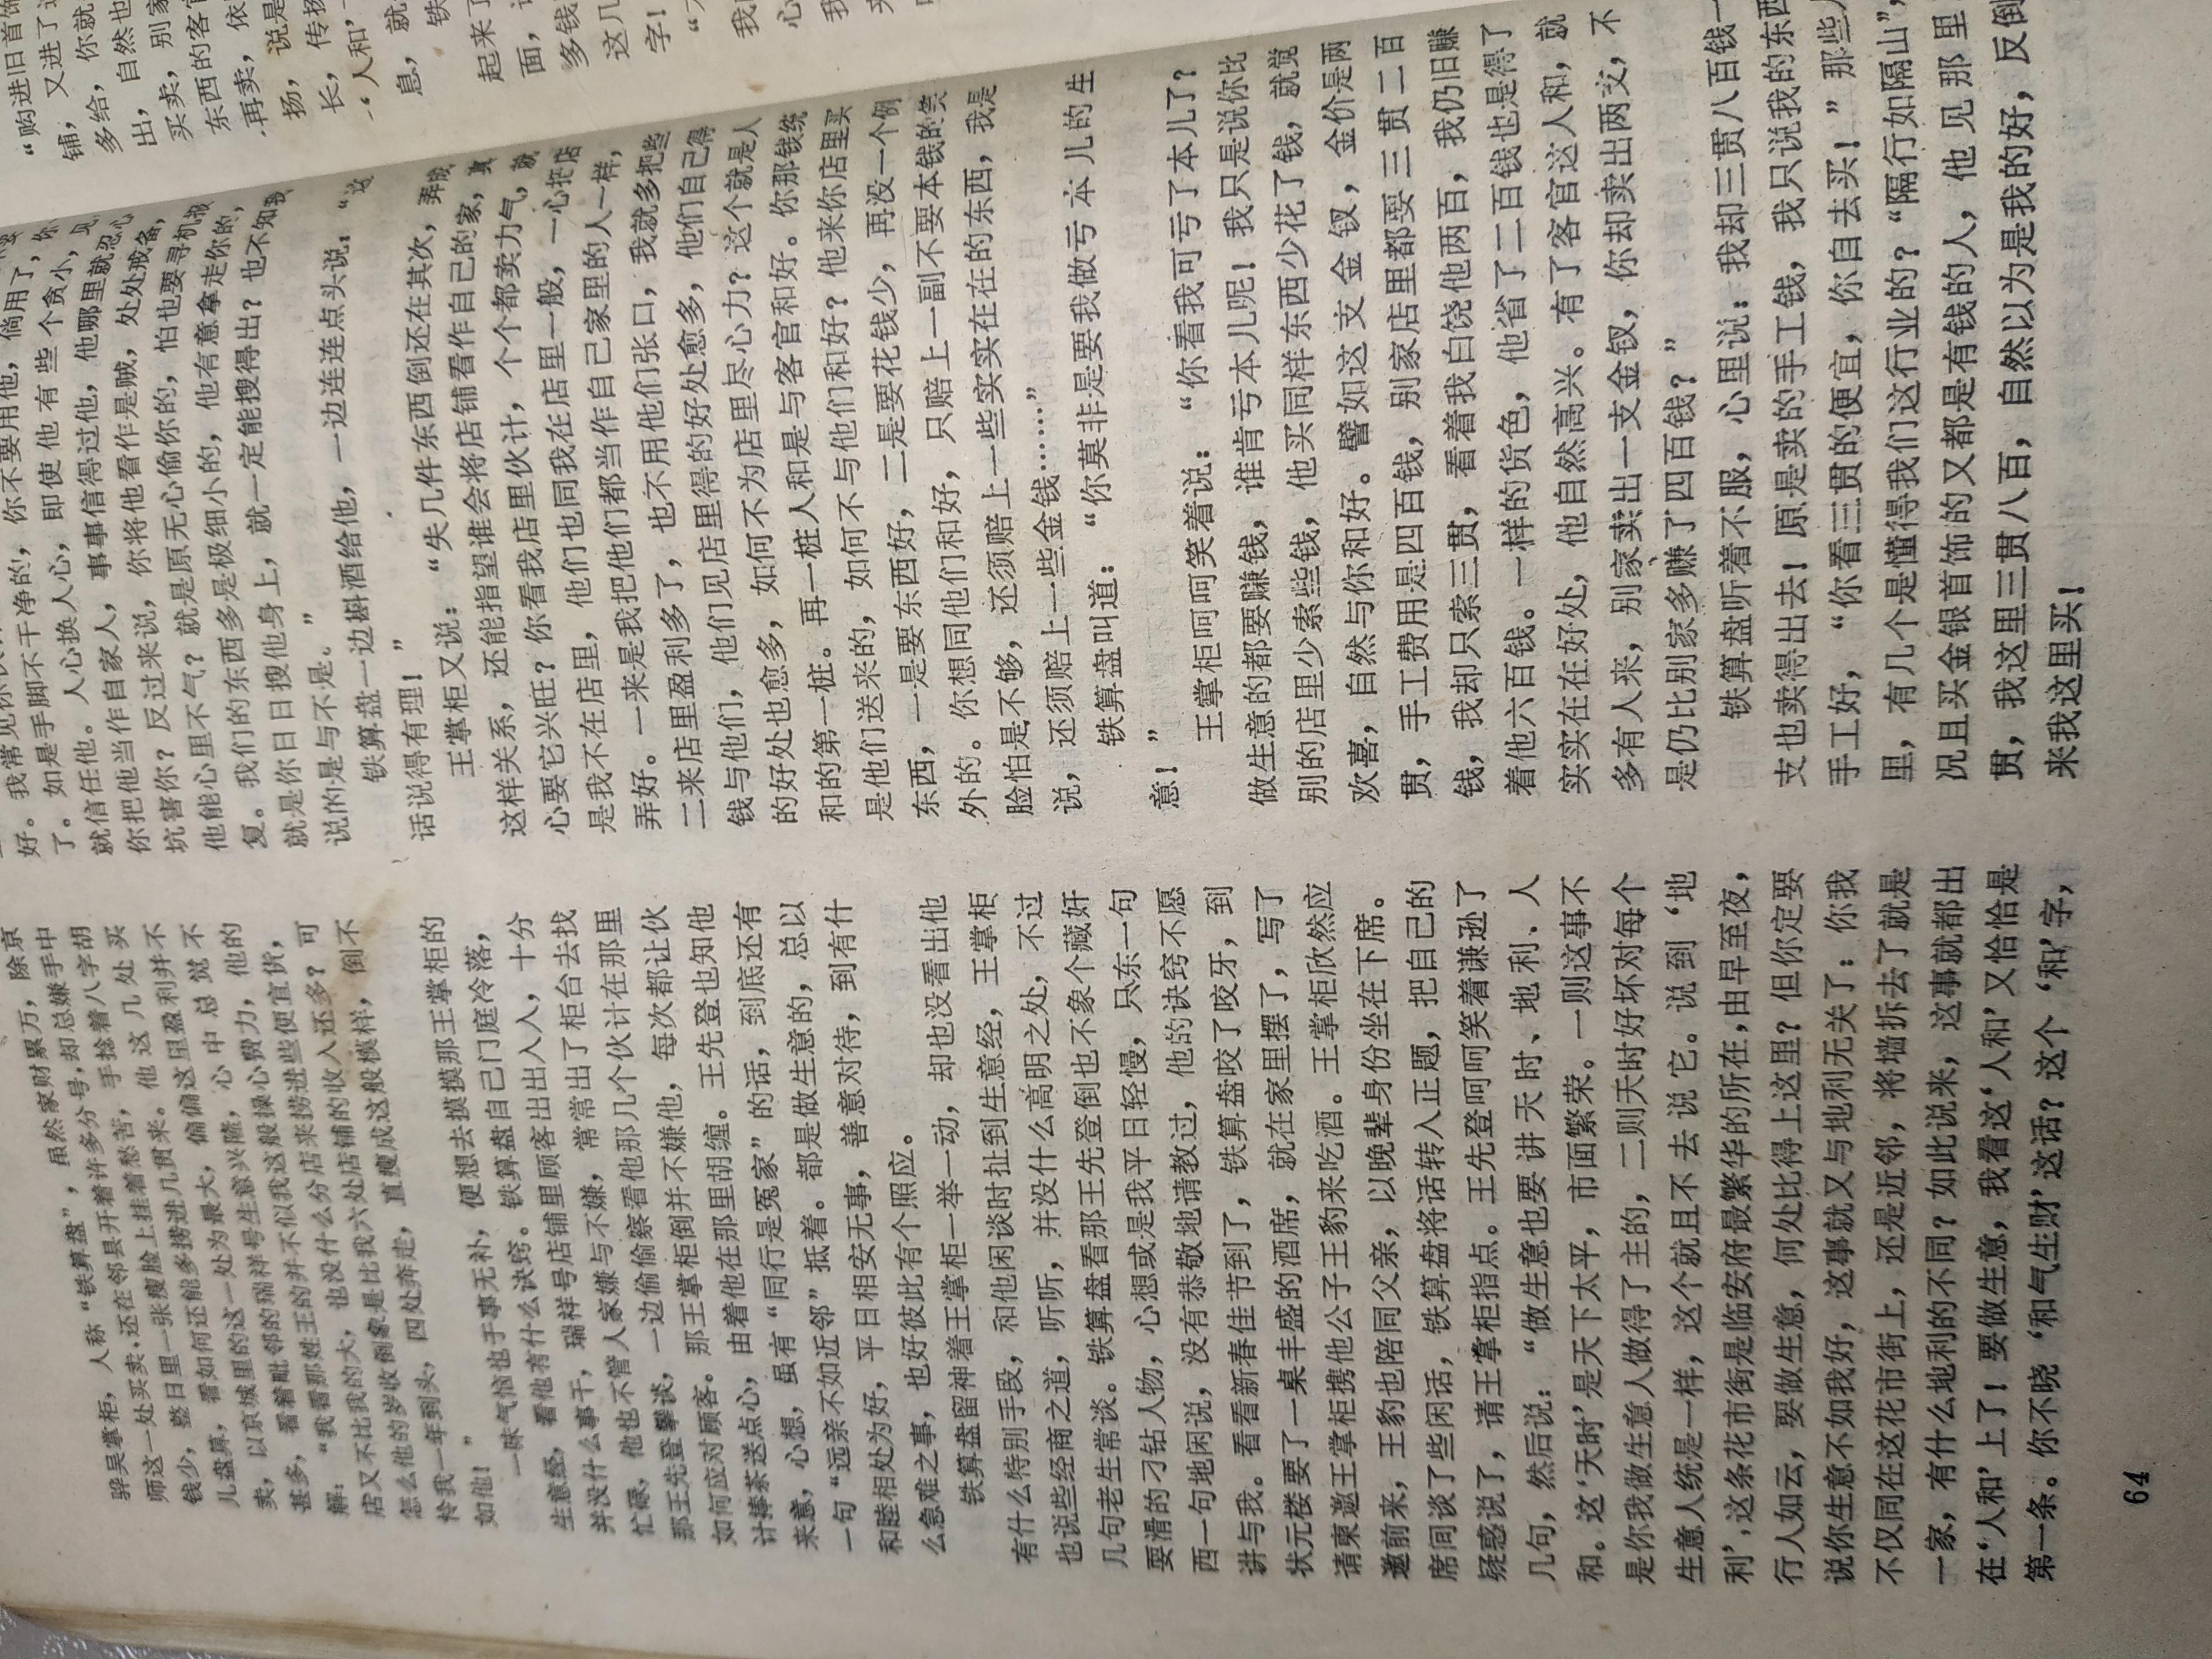 骅吴掌柜，人称“铁算盘”，虽然家财累万，除京
师这一处买卖，还在邻县开着许多分号，却总嫌手中
钱少，整日里一张瘦脸上挂着愁苦，手捻着八字胡
儿盘算，看如何还能多捞进几贯来。他这几处买
卖，以京城里的这一处为最大，偏偏这里盈利并不
甚多，看着毗邻的瑞祥号生意兴隆，心中总觉不
解：“我看那姓王的并不似我这般操心费力，他的
店又不比我的大，也没什么分店来捞进些便宜货，
怎么他的岁收倒象是比我六处店铺的收入还多？可
怜我一年到头，四处奔走，直瘦成这般模样，倒不
如他！”
一味气恼也于事无补，便想去摸摸那王掌柜的
生意经，看他有什么诀窍。铁算盘自己门庭冷落，
并没什么事干，瑞祥号店铺里顾客出出入入，十分
忙碌，他也不管人家嫌与不嫌，常常出了柜台去找
那王先登攀谈，一边偷偷察看他那几个伙计在那里
如何应对顾客。那王掌柜倒并不嫌他，每次都让伙
计捧茶送点心，由着他在那里胡缠。王先登也知他
来意，心想，虽有“同行是冤家”的话，到底还有
一句“远亲不如近邻”抵着。都是做生意的，总以
和睦相处为好，平日相安无事，善意对待，到有什
么急难之事，也好彼此有个照应。
铁算盘留神着王掌柜一举一动，却也没看出他
有什么特别手段，和他闲谈时扯到生意经，王掌柜
也说些经商之道，听听，并没什么高明之处，不过
几句老生常谈。铁算盘看那王先登倒也不象个藏奸
耍滑的刁钻人物，心想或是我平日轻慢，只东一句
西一句地闲说，没有恭敬地请教过，他的诀窍不愿
讲与我。看看新春佳节到了，铁算盘咬了咬牙，到
状元楼要了一桌丰盛的酒席，就在家里摆了，写了
请柬邀王掌柜携他公子王豹来吃酒。王掌柜欣然应
邀前来，王豹也陪同父亲，以晚辈身份坐在下席。
席间谈了些闲话，铁算盘将话转入正题，把自己的
疑惑说了，请王掌柜指点。王先登呵呵笑着谦逊了
几句，然后说：“做生意也要讲天时、地利、人
和。这‘天时’是天下太平，市面繁荣。一则这事不
是你我做生意人做得了主的，二则天时好坏对每个
生意人统是一样，这个就且不去说它。说到‘地
利’，这条花市街是临安府最繁华的所在，由早至夜，
行人如云，要做生意，何处比得上这里？但你定要
说你生意不如我好，这事就又与地利无关了：你我
不仅同在这花市街上，还是近邻，将墙拆去了就是
一家，有什么地利的不同？如此说来，这事就都出
在‘人和’上了！要做生意，我看这‘人和’又恰恰是
第一条。你不晓‘和气生财’这话？这个‘和’字，
64
你不要用他，倘用了，你
了。如是手脚不干净的，即使他有些个贪小，见
就信任他。人心换人心，事事信得过他，他哪里就忍心
你把他当作自家人，你将他看作是贼，处处戒备，
坑害你？反过来说，就是原无心偷你的，怕也要寻机报
他能心里不气？我们的东西多是极细小的，他有意拿走你的，
复。就是你日日搜他身上，就一定能搜得出？也不知我
说的是与不是。”
铁算盘一边斟酒给他，一边连连点头说：“这
话说得有理！”
王掌柜又说：“失几件东西倒还在其次，弄成
这样关系，还能指望谁会将店铺看作自己的家，真
心要它兴旺？你看我店里伙计，个个都卖力气，就
是我不在店里，他们也同我在店里一般，一心把店
弄好。一来是我把他们都当作自己家里的人一样，
二来店里盈利多了，也不用他们张口，我就多把些
钱与他们，他们见店里得的好处愈多，他们自己得
的好处也愈多，如何不为店里尽心力？这个就是人
和的第一桩。再一桩人和是与客官和好。你那钱统
是他们送来的，如何不与他们和好？他来你店里买
东西，一是要东西好，二是要花钱少，再没一个例
外的。你想同他们和好，只赔上一副不要本钱的笑
脸怕是不够，还须赔上一些实实在在的东西，我是
说，还须赔上一些金钱……”
铁算盘叫道：“你莫非是要我做亏本儿的生
意！”
王掌柜呵呵笑着说：“你看我可亏了本儿了？
做生意的都要赚钱，谁肯亏本儿呢！我只是说你比
别的店里少索些钱，他买同样东西少花了钱，就觉
欢喜，自然与你和好。譬如这支金钗，金价是两
贯，手工费用是四百钱，别家店里都要三贯二百
钱，我却只索三贯，看着我白饶他两百，我仍旧赚
着他六百钱。一样的货色，他省了二百钱也是得了
实实在在好处，他自然高兴。有了客官这人和，就
多有人来，别家卖出一支金钗，你却卖出两支，不
是仍比别家多赚了四百钱？”
铁算盘听着不服，心里说：我却三贯八百钱一
支也卖得出去！原是卖的手工钱，我只说我的东西
手工好，“你看三贯的便宜，你自去买！”那些人
里，有几个是懂得我们这行业的？“隔行如隔山”，
况且买金银首饰的又都是有钱的人，他见那里
贯，我这里三贯八百，自然以为是我的好，反倒
来我这里买！
“购进旧首饰
铺，又进了
多给，你就
出，自然也
买卖，别家
东西的客官
再卖，依
扬，说是
长，传扬
“‘人和’，
息，就
铁
起来了
面，
多钱
这几
字！
我
心